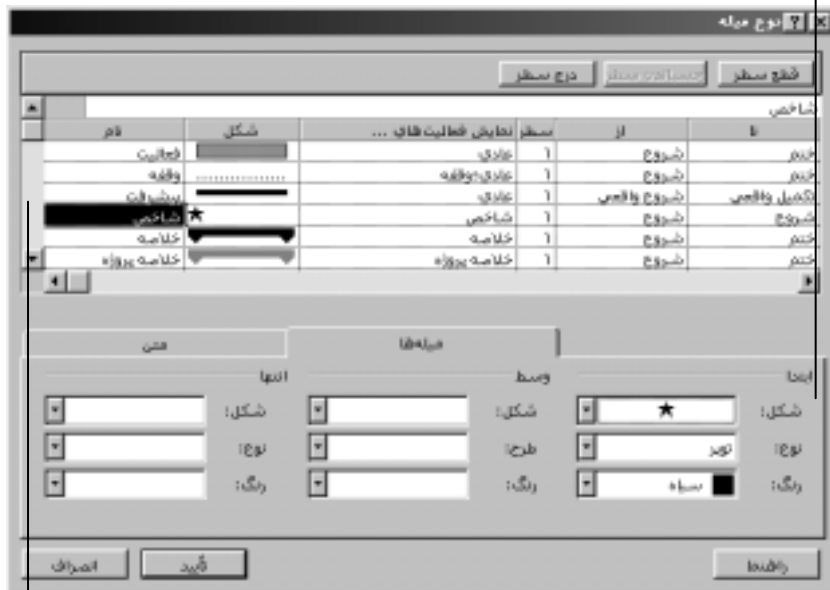 نوع میله
قطع سطر چسباندن سطر درج سطر
شاخص
تا از سطر نمایش فعالیت‌های ... شکل نام
ختم شروع ۱ عادی فعالیت
ختم شروع ۱ عادی؛وقفه وقفه
تکمیل واقعی شروع واقعی ۱ عادی پیشرفت
شروع شروع ۱ شاخص شاخص
ختم شروع ۱ خلاصه خلاصه
ختم شروع ۱ خلاصه پروژه خلاصه پروژه
میله‌ها متن
ابتدا وسط انتها
شکل: شکل: شکل:
نوع: توپر طرح: نوع:
رنگ: سیاه رنگ: رنگ:
راهنما تأیید انصراف